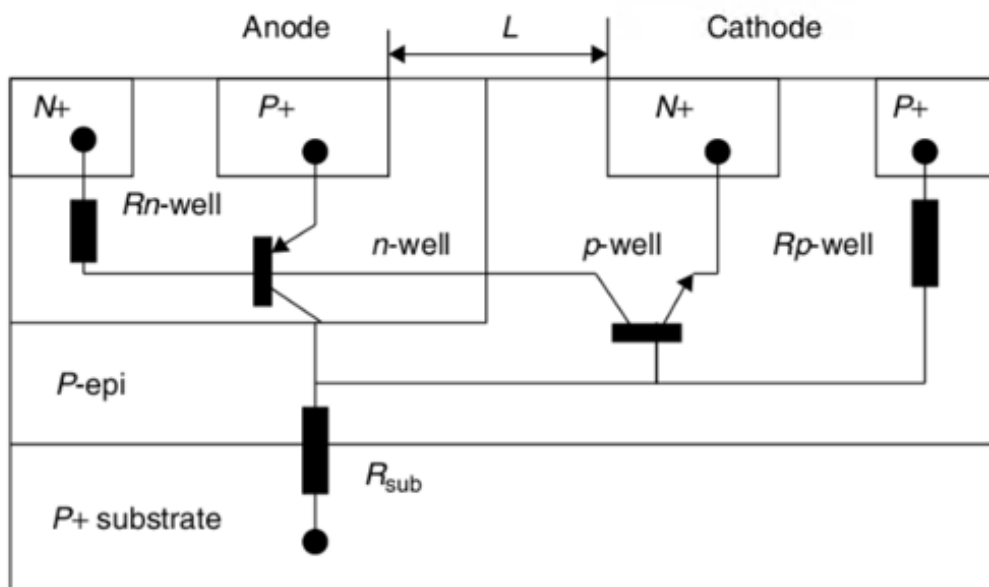 Anode
L
Cathode
N+
P+
N+
P+
Rn-well
n-well
p-well
Rp-well
P-epi
Rsub
P+ substrate